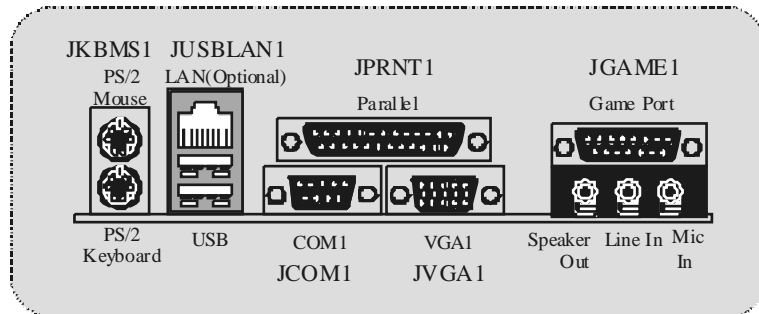 JKBMS1 JUSBLAN1 JPRNT1 JGAME1
PS/2 Mouse
LAN(Optional)
Parallel
Game Port
PS/2 Keyboard
USB
COM1
VGA1
Speaker Out
Line In
Mic In
JCOM1
JVGA1